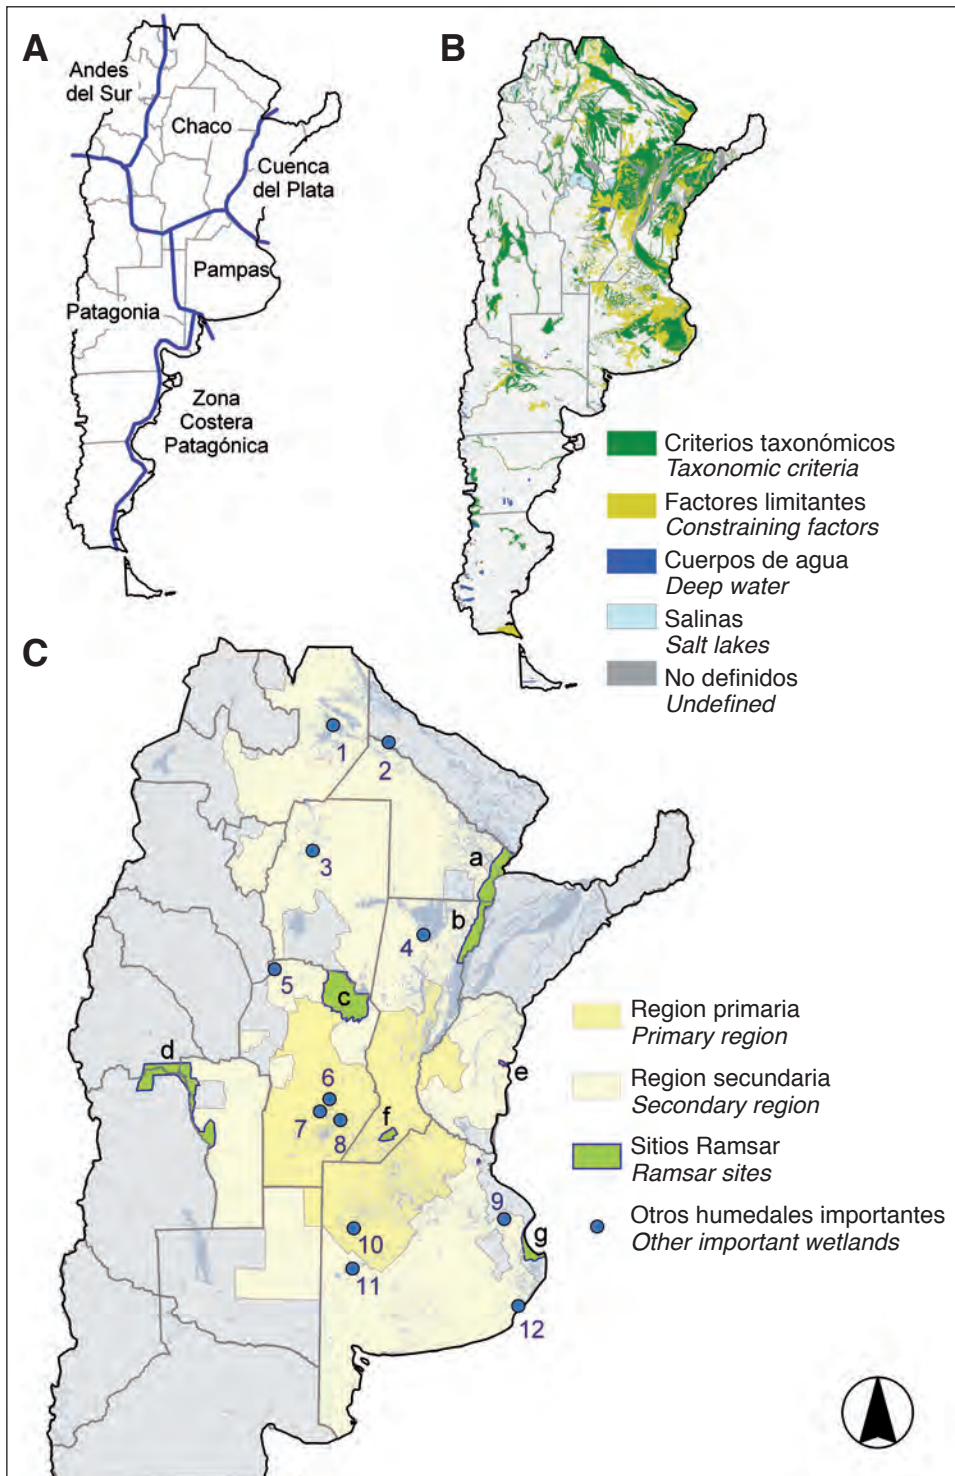 A
Andes
del Sur
Chaco
Cuenca
del Plata
Pampas
Patagonia
Zona
Costera
Patagónica
B
Criterios taxonómicos
Taxonomic criteria
Factores limitantes
Constraining factors
Cuerpos de agua
Deep water
Salinas
Salt lakes
No definidos
Undefined
C
1
2
3
a
b
4
5
c
d
e
6
7
8
f
9
g
10
11
12
Region primaria
Primary region
Region secundaria
Secondary region
Sitios Ramsar
Ramsar sites
Otros humedales importantes
Other important wetlands